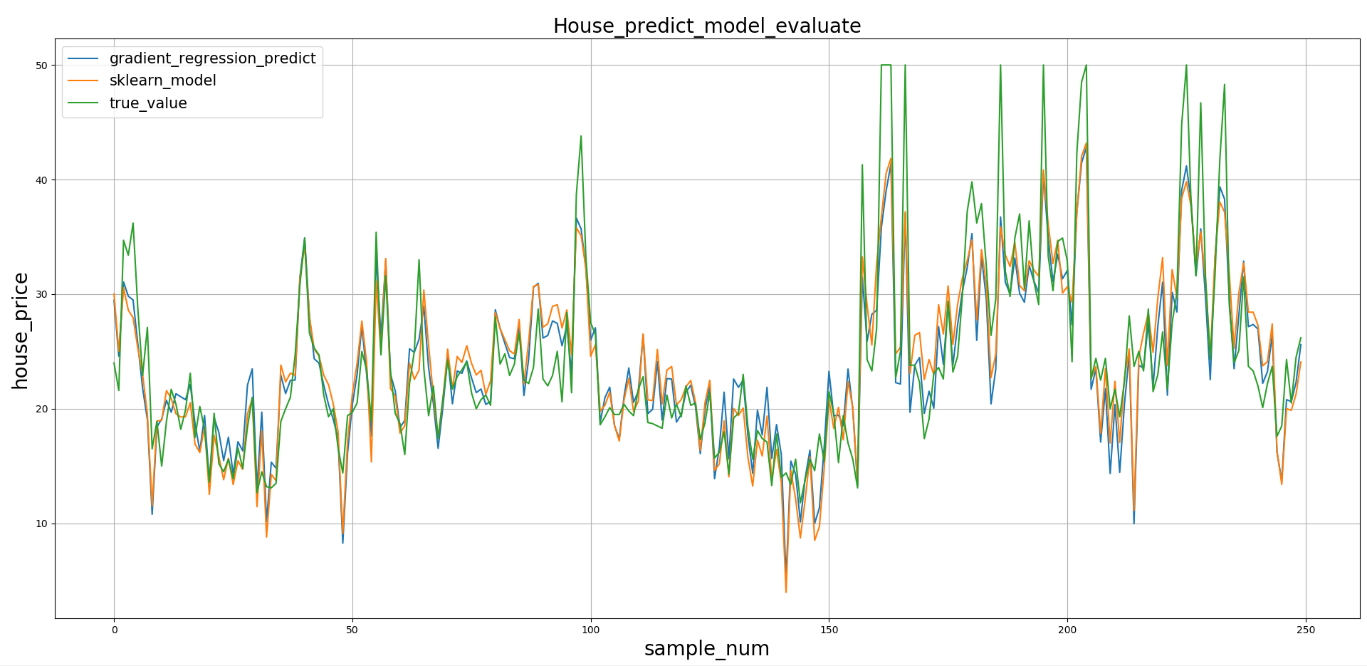 House_predict_model_evaluate
gradient_regression_predict
sklearn_model
true_value
50
40
30
20
10
house_price
0 50 100 150 200 250
sample_num